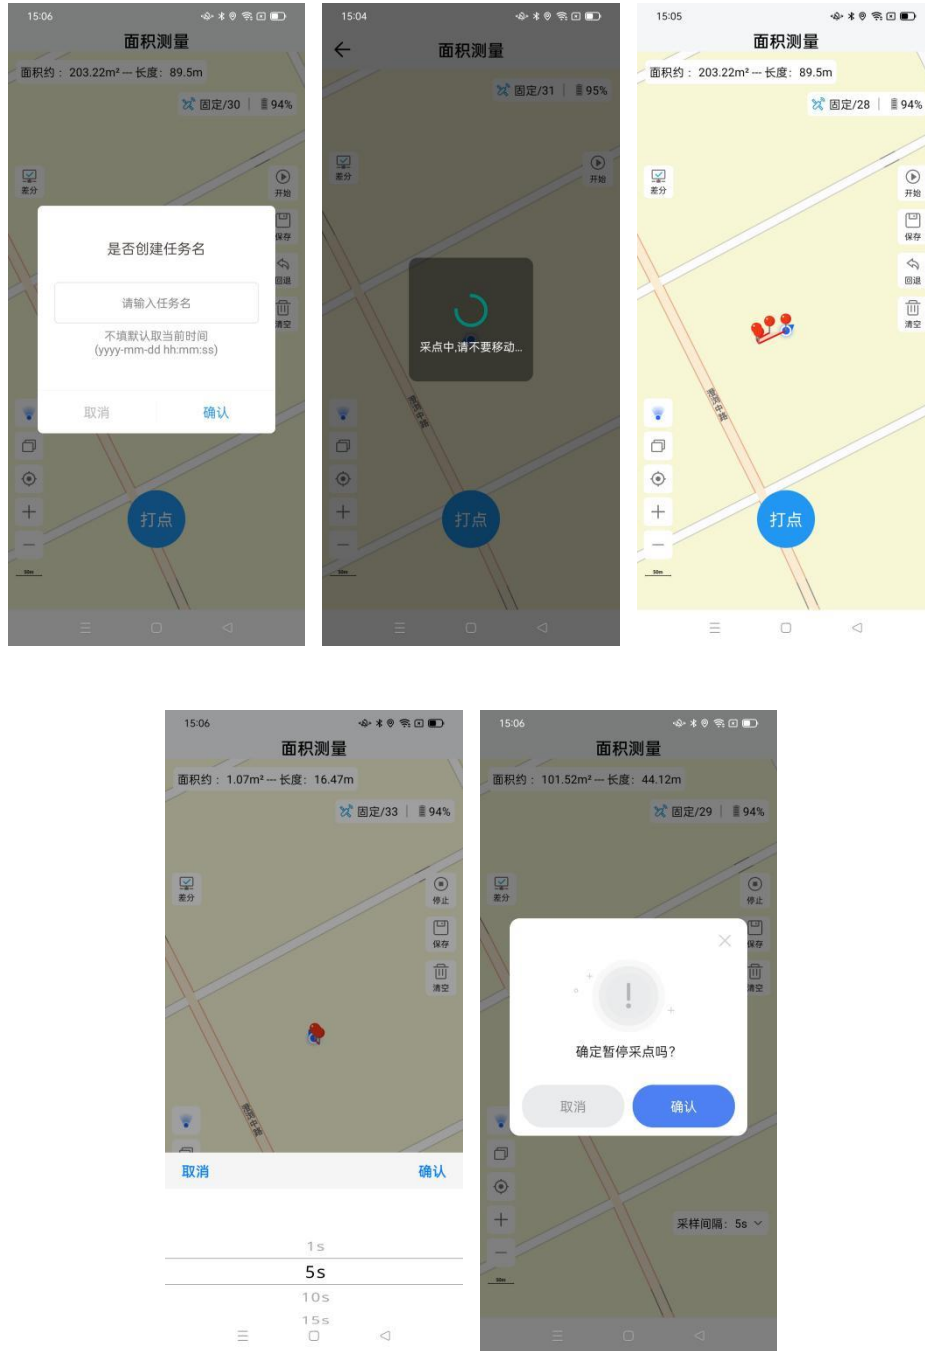 15:06
面积测量
面积约： 203.22m² --- 长度： 89.5m
固定/30
94%
差分
开始
保存
回退
清空
是否创建任务名
请输入任务名
不填默认取当前时间
(yyyy-mm-dd hh:mm:ss)
取消
确认
打点
50m
15:04
面积测量
固定/31
95%
差分
开始
采点中,请不要移动...
打点
50m
15:05
面积测量
面积约： 203.22m² --- 长度： 89.5m
固定/28
94%
差分
开始
保存
回退
清空
打点
50m
15:06
面积测量
面积约： 1.07m² --- 长度： 16.47m
固定/33
94%
差分
停止
保存
清空
取消
确认
1s
5s
10s
15s
15:06
面积测量
面积约： 101.52m² --- 长度： 44.12m
固定/29
94%
差分
停止
保存
清空
确定暂停采点吗?
取消
确认
采样间隔： 5s
50m